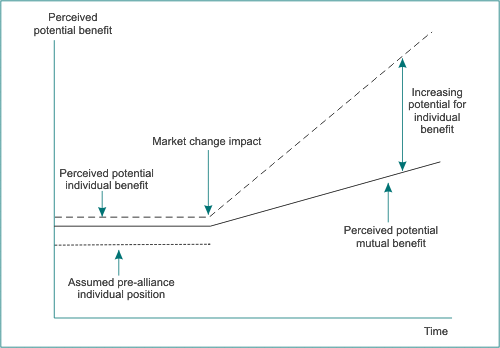 Perceived
potential benefit
Increasing
potential for
individual
benefit
Market change impact
Perceived potential
individual benefit
Perceived potential
mutual benefit
Assumed pre-alliance
individual position
Time